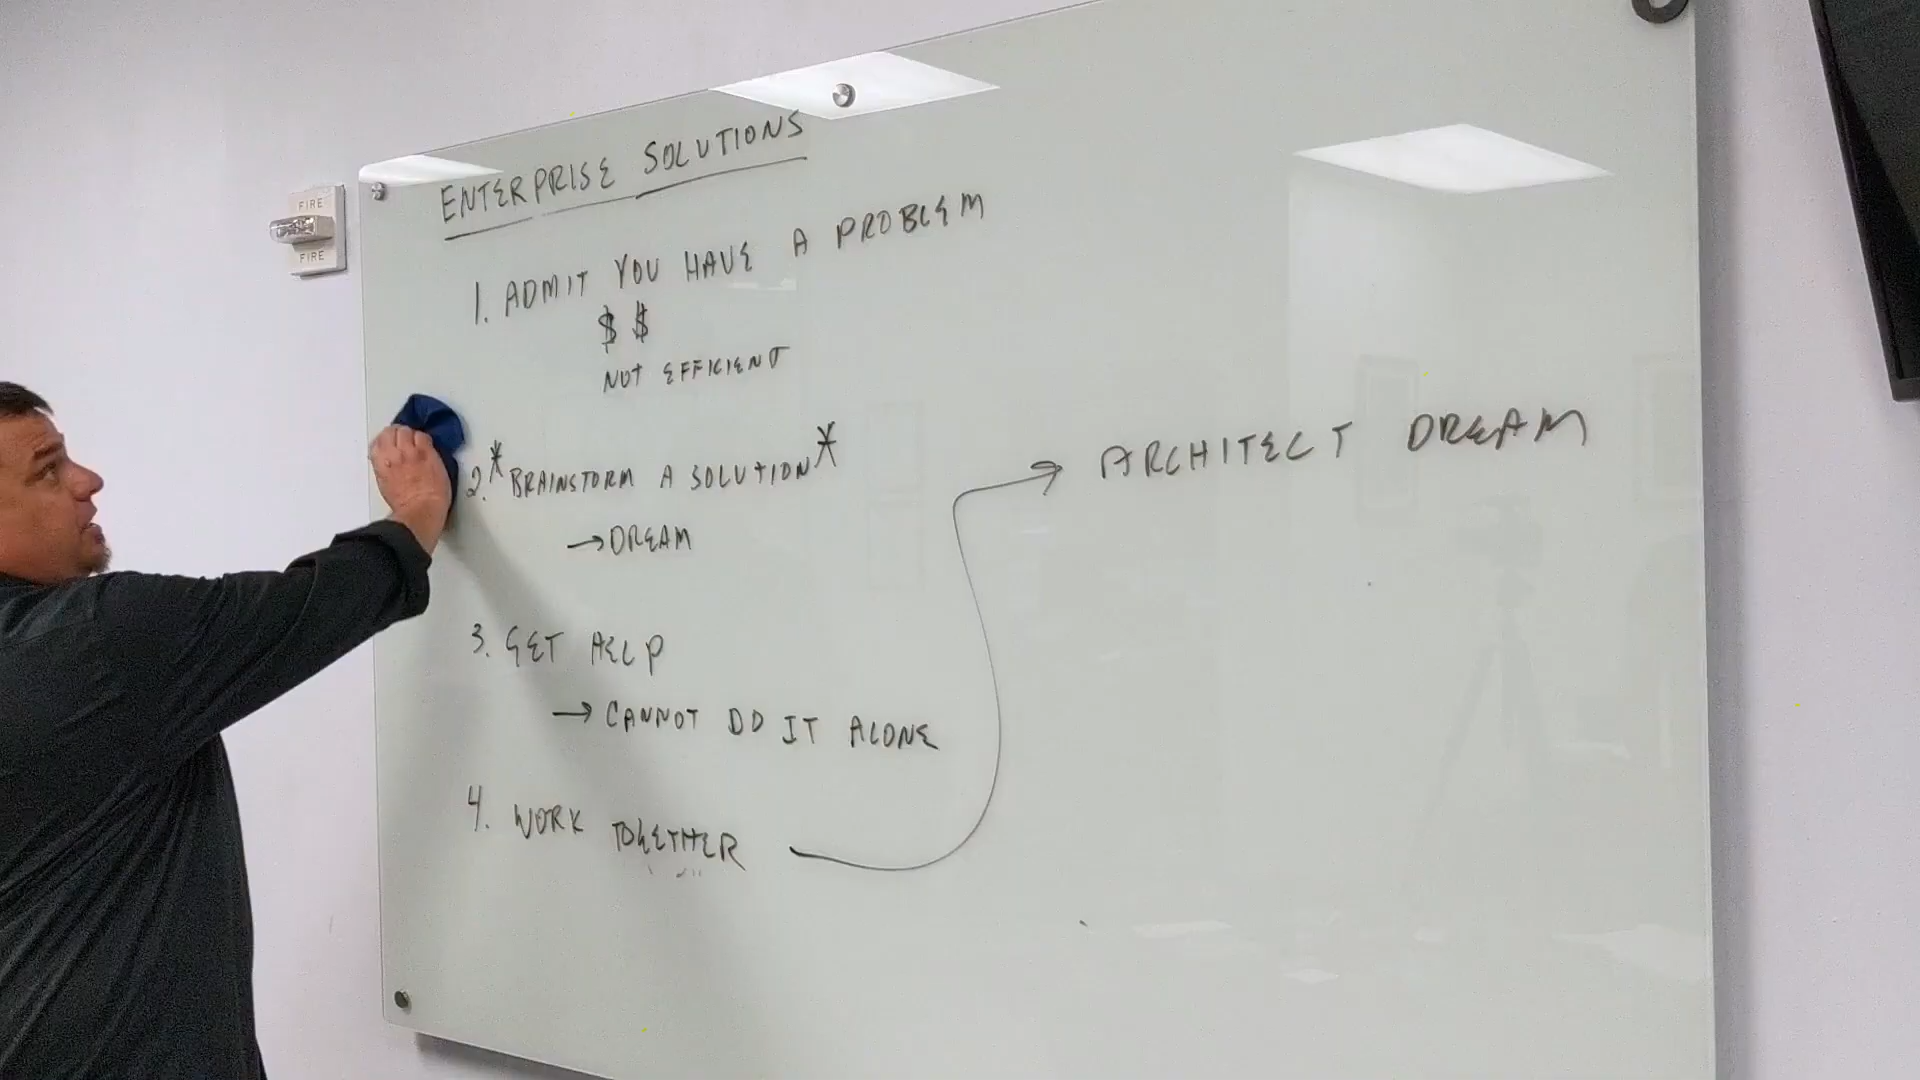 ENTERPRISE SOLUTIONS
1. ADMIT YOU HAVE A PROBLEM
$ $
NOT EFFICIENT
2. *BRAINSTORM A SOLUTION*
→ DREAM
3. GET HELP
→ CANNOT DO IT ALONE
4. WORK TOGETHER
→ ARCHITECT DREAM
FIRE
FIRE